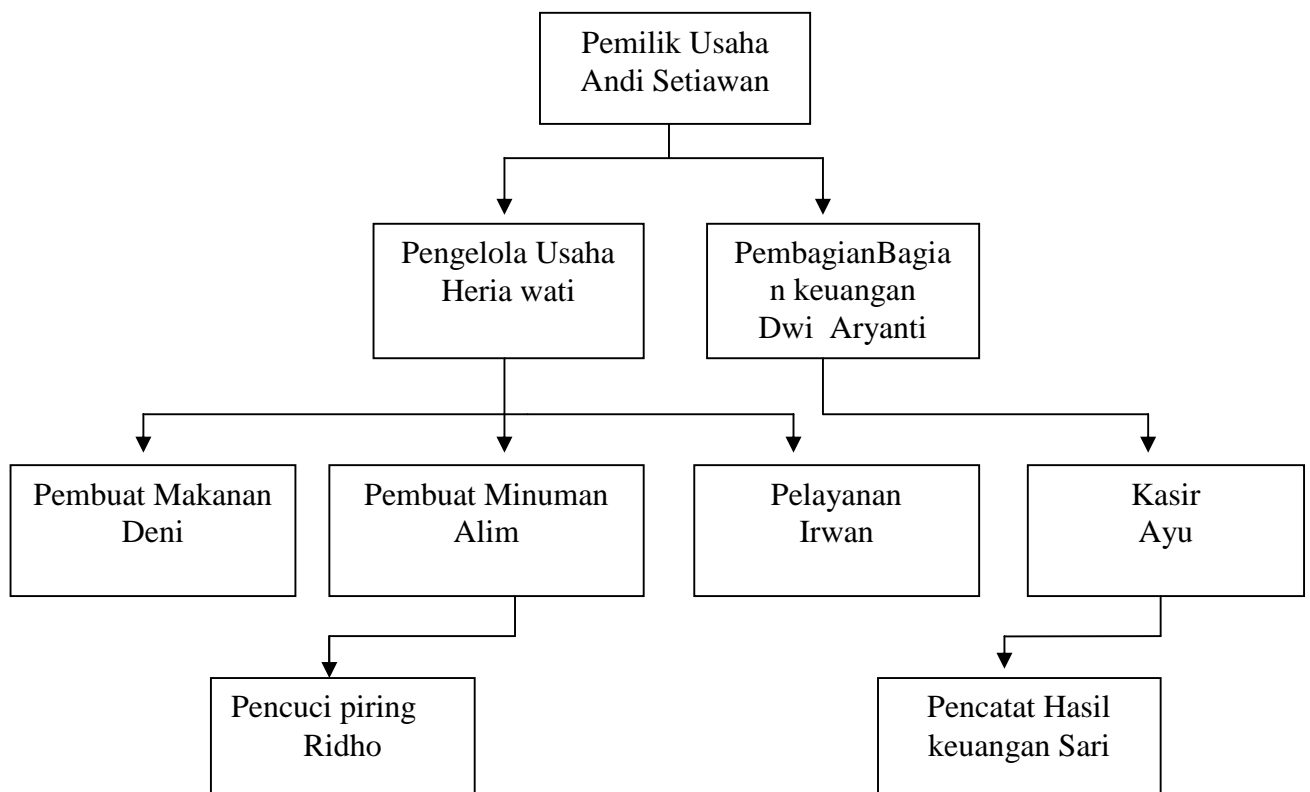 Pemilik Usaha
Andi Setiawan
Pengelola Usaha
Heria wati
PembagianBagia
n keuangan
Dwi Aryanti
Pembuat Makanan
Deni
Pembuat Minuman
Alim
Pelayanan
Irwan
Kasir
Ayu
Pencuci piring
Ridho
Pencatat Hasil
keuangan Sari